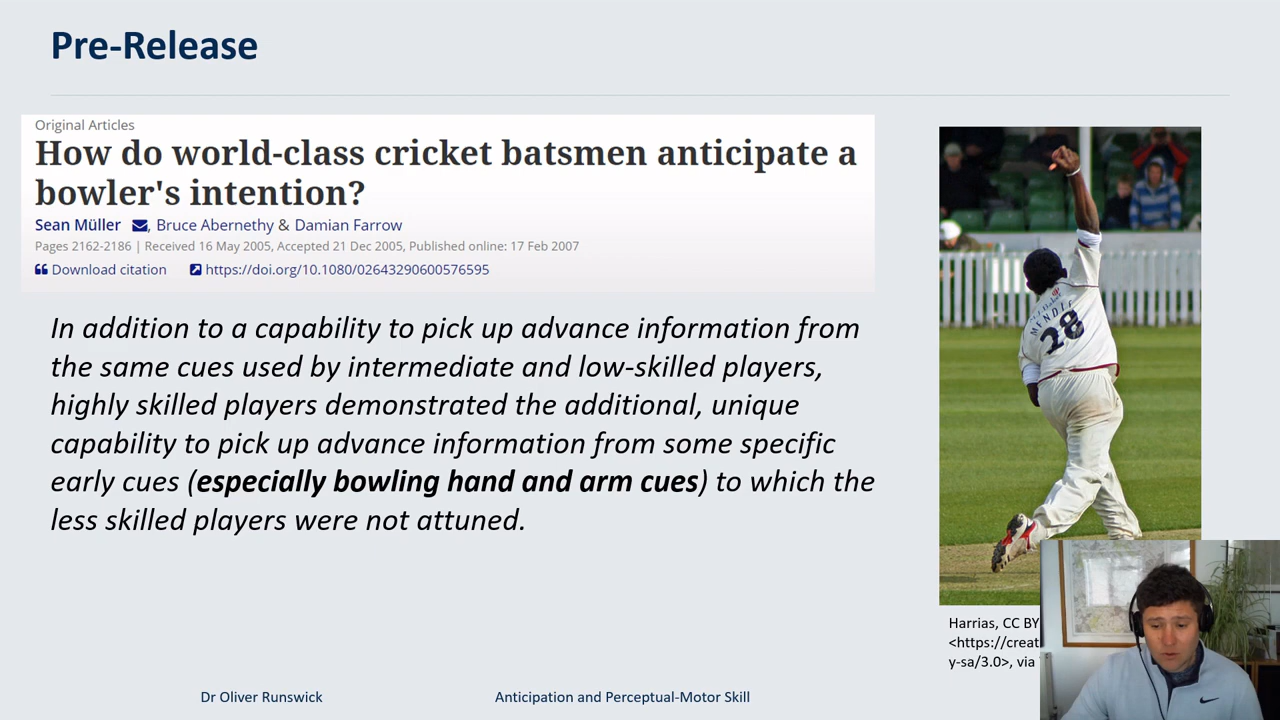 Pre-Release
Original Articles
How do world-class cricket batsmen anticipate a
bowler's intention?
Sean Müller, Bruce Abernethy & Damian Farrow
Pages 2162-2186 | Received 16 May 2005, Accepted 21 Dec 2005, Published online: 17 Feb 2007
Download citation https://doi.org/10.1080/02643290600576595
In addition to a capability to pick up advance information from
the same cues used by intermediate and low-skilled players,
highly skilled players demonstrated the additional, unique
capability to pick up advance information from some specific
early cues (especially bowling hand and arm cues) to which the
less skilled players were not attuned.
MENDIS
28
Harrias, CC BY
<https://creat
y-sa/3.0>, via
Dr Oliver Runswick
Anticipation and Perceptual-Motor Skill